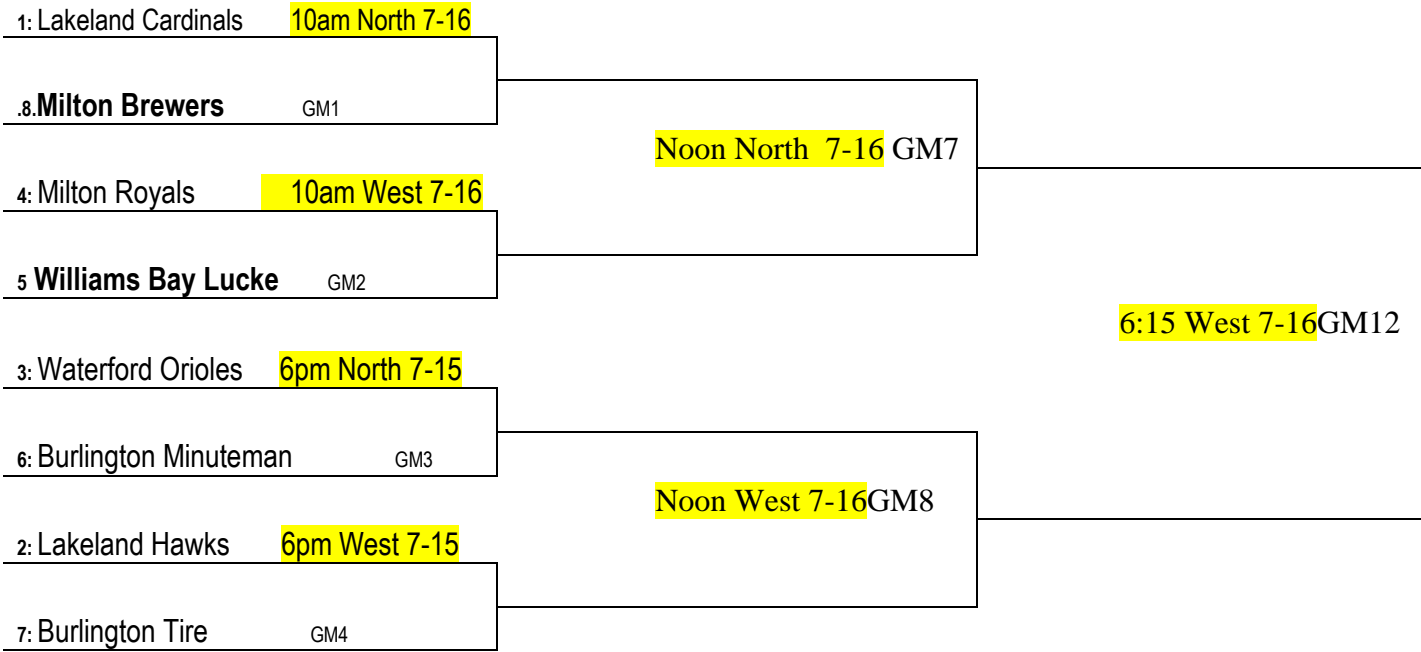 1: Lakeland Cardinals 10am North 7-16
.8.Milton Brewers GM1
Noon North 7-16 GM7
4: Milton Royals 10am West 7-16
5 Williams Bay Lucke GM2
6:15 West 7-16GM12
3: Waterford Orioles 6pm North 7-15
6: Burlington Minuteman GM3
Noon West 7-16GM8
2: Lakeland Hawks 6pm West 7-15
7: Burlington Tire GM4